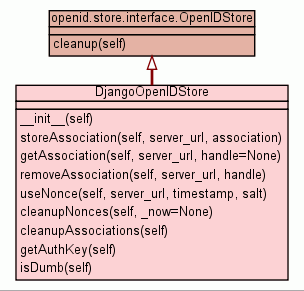 openid.store.interface.OpenIDStore
cleanup(self)
DjangoOpenIDStore
__init__(self)
storeAssociation(self, server_url, association)
getAssociation(self, server_url, handle=None)
removeAssociation(self, server_url, handle)
useNonce(self, server_url, timestamp, salt)
cleanupNonces(self, _now=None)
cleanupAssociations(self)
getAuthKey(self)
isDumb(self)